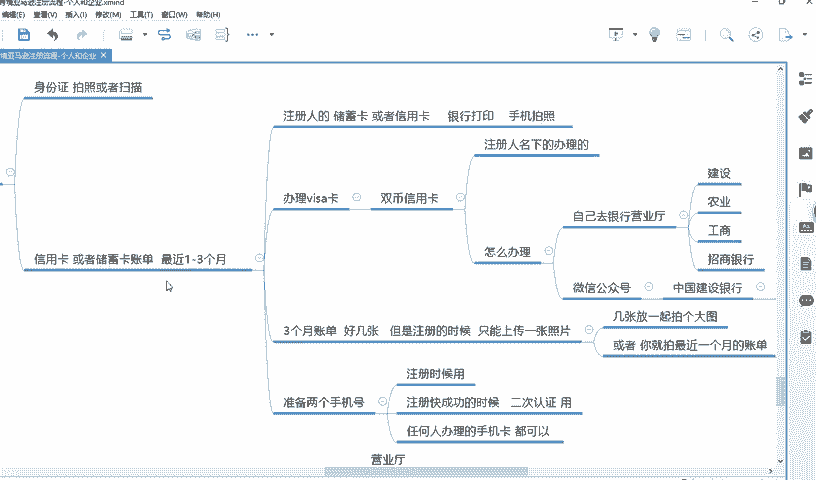 跨境亚马逊注册流程-个人和企业.xmind
编辑(E) 查看(V) 插入(I) 修改(M) 工具(T) 窗口(W) 帮助(H)
境亚马逊注册流程-个人和企业
身份证 拍照或者扫描
注册人的 储蓄卡 或者信用卡 银行打印 手机拍照
注册人名下的办理的
建设
办理visa卡
双币信用卡
农业
自己去银行营业厅
工商
怎么办理
信用卡 或者储蓄卡账单 最近1-3个月
招商银行
微信公众号
中国建设银行
几张放一起拍个大图
3个月账单 好几张 但是注册的时候 只能上传一张照片
或者 你就拍最近一个月的账单
注册时候用
准备两个手机号
注册快成功的时候 二次认证 用
任何人办理的手机卡 都可以
营业厅